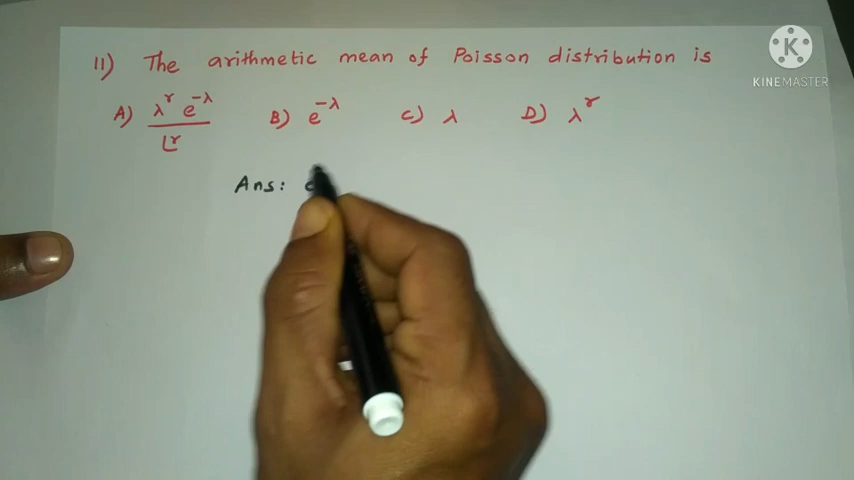 11) The arithmetic mean of Poisson distribution is
A) λ^r e^-λ / ⌊r B) e^-λ C) λ D) λ^r
Ans:
K
KINEMASTER